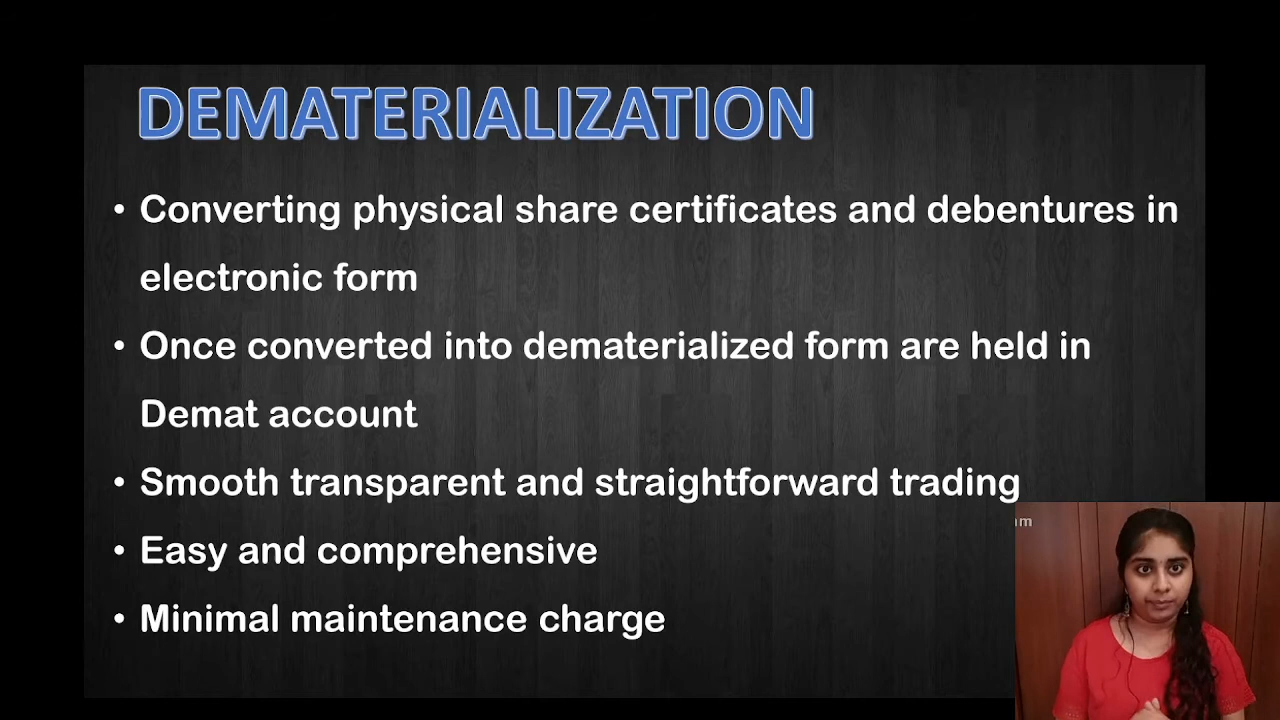 DEMATERIALIZATION
• Converting physical share certificates and debentures in
electronic form
• Once converted into dematerialized form are held in
Demat account
• Smooth transparent and straightforward trading
• Easy and comprehensive
• Minimal maintenance charge